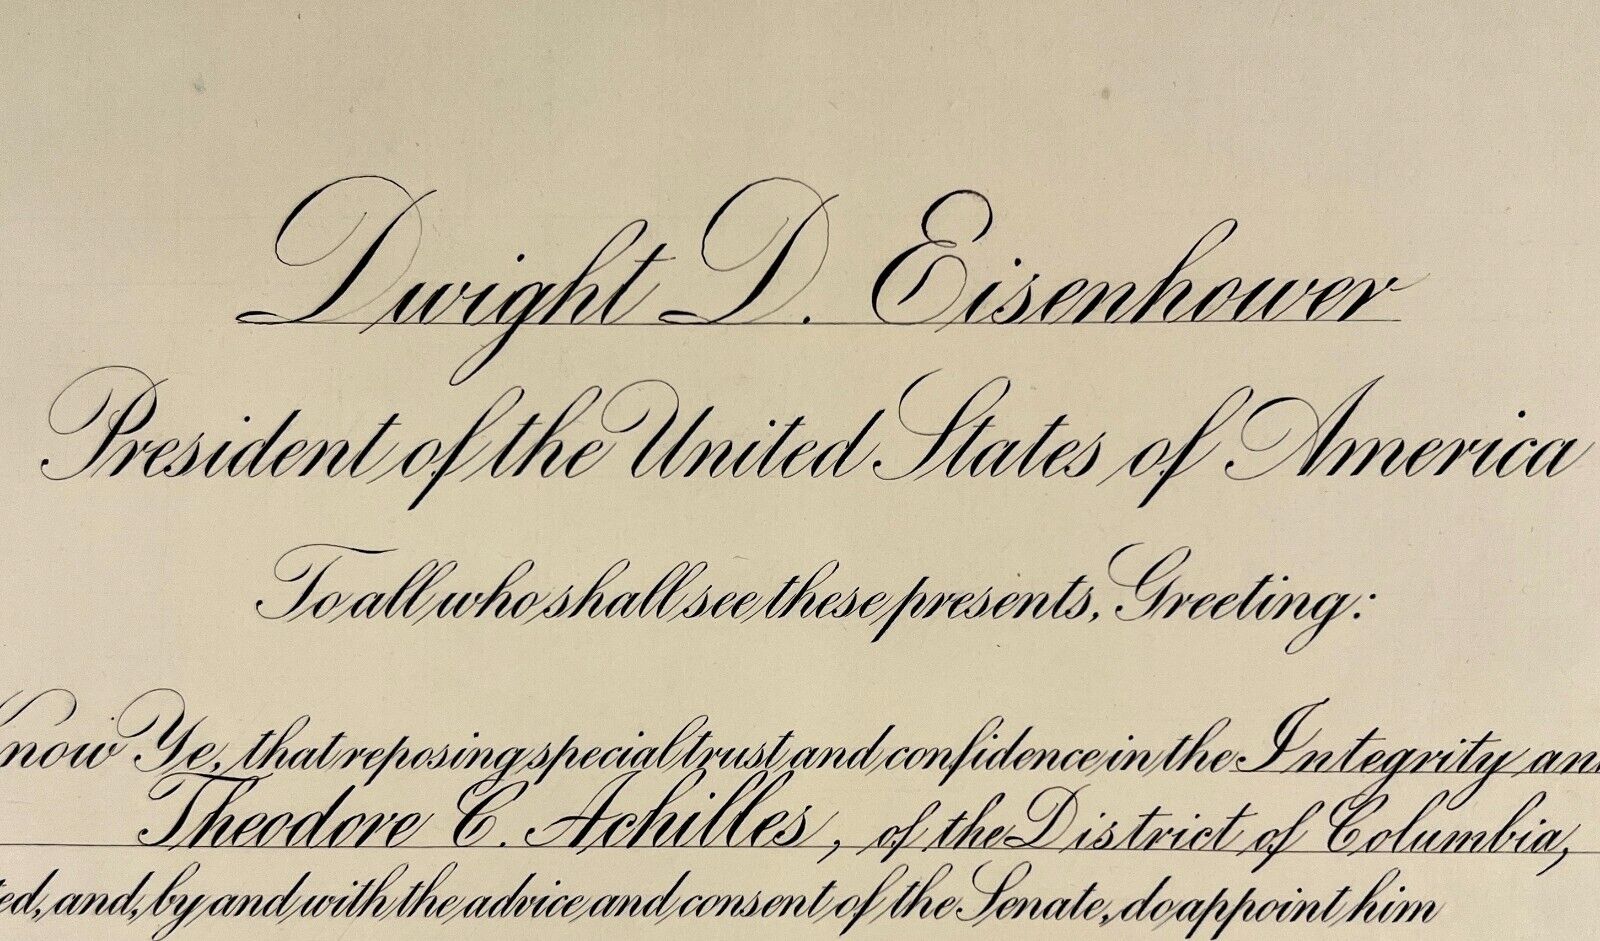 Dwight D. Eisenhower
President of the United States of America
To all who shall see these presents, Greeting:
Know Ye, that reposing special trust and confidence in the Integrity and
Theodore C. Achilles, of the District of Columbia,
ed, and, by and with the advice and consent of the Senate, do appoint him